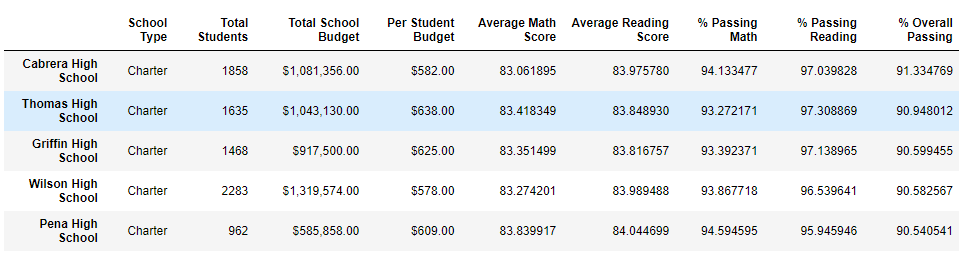 School Type Total Students Total School Budget Per Student Budget Average Math Score Average Reading Score % Passing Math % Passing Reading % Overall Passing
Cabrera High School Charter 1858 $1,081,356.00 $582.00 83.061895 83.975780 94.133477 97.039828 91.334769
Thomas High School Charter 1635 $1,043,130.00 $638.00 83.418349 83.848930 93.272171 97.308869 90.948012
Griffin High School Charter 1468 $917,500.00 $625.00 83.351499 83.816757 93.392371 97.138965 90.599455
Wilson High School Charter 2283 $1,319,574.00 $578.00 83.274201 83.989488 93.867718 96.539641 90.582567
Pena High School Charter 962 $585,858.00 $609.00 83.839917 84.044699 94.594595 95.945946 90.540541